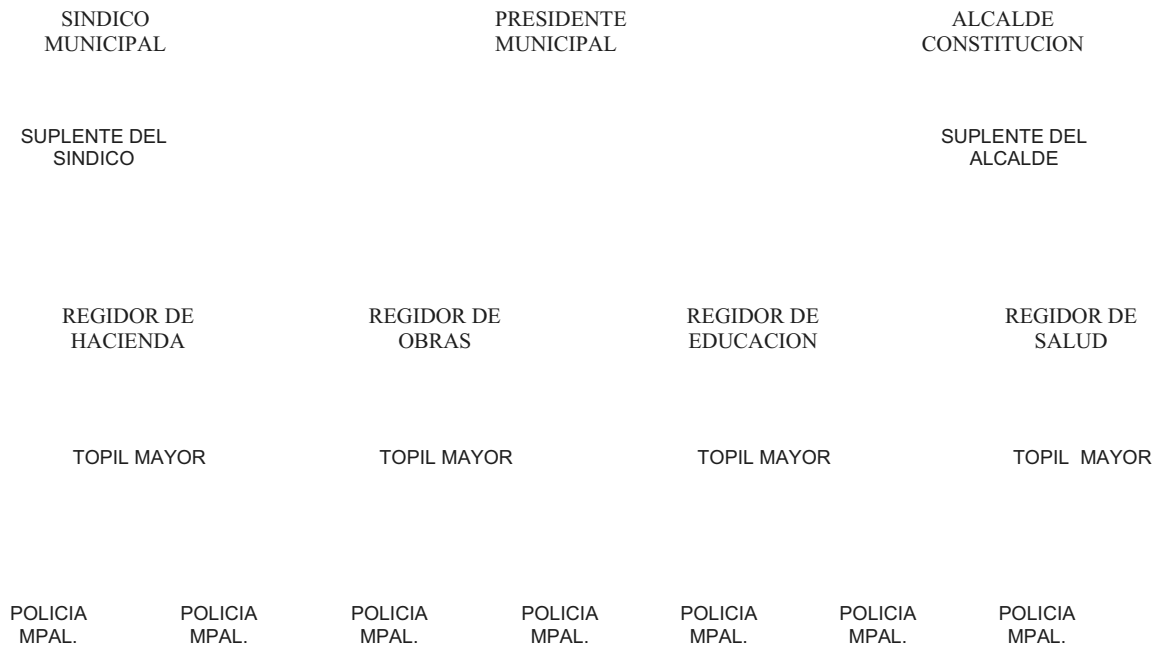 SINDICO
MUNICIPAL
PRESIDENTE
MUNICIPAL
ALCALDE
CONSTITUCION
SUPLENTE DEL
SINDICO
SUPLENTE DEL
ALCALDE
REGIDOR DE
HACIENDA
REGIDOR DE
OBRAS
REGIDOR DE
EDUCACION
REGIDOR DE
SALUD
TOPIL MAYOR
TOPIL MAYOR
TOPIL MAYOR
TOPIL MAYOR
POLICIA
MPAL.
POLICIA
MPAL.
POLICIA
MPAL.
POLICIA
MPAL.
POLICIA
MPAL.
POLICIA
MPAL.
POLICIA
MPAL.